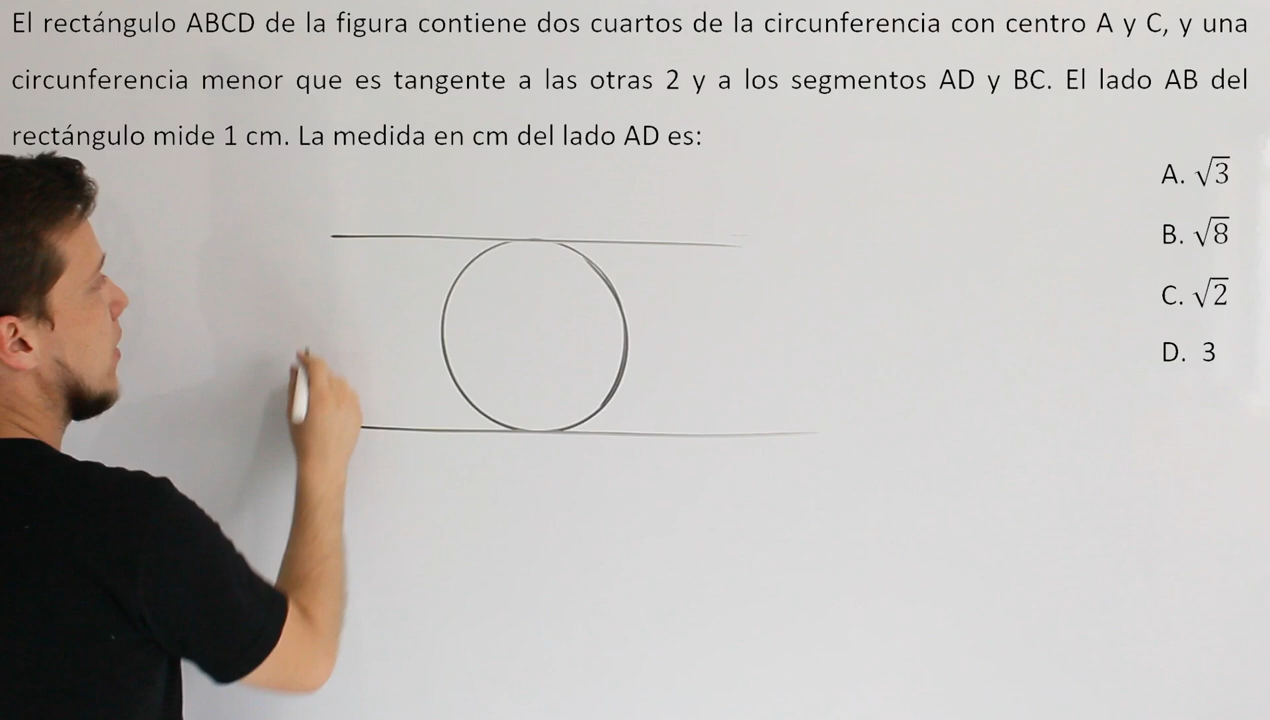 El rectángulo ABCD de la figura contiene dos cuartos de la circunferencia con centro A y C, y una
circunferencia menor que es tangente a las otras 2 y a los segmentos AD y BC. El lado AB del
rectángulo mide 1 cm. La medida en cm del lado AD es:
A. √3
B. √8
C. √2
D. 3